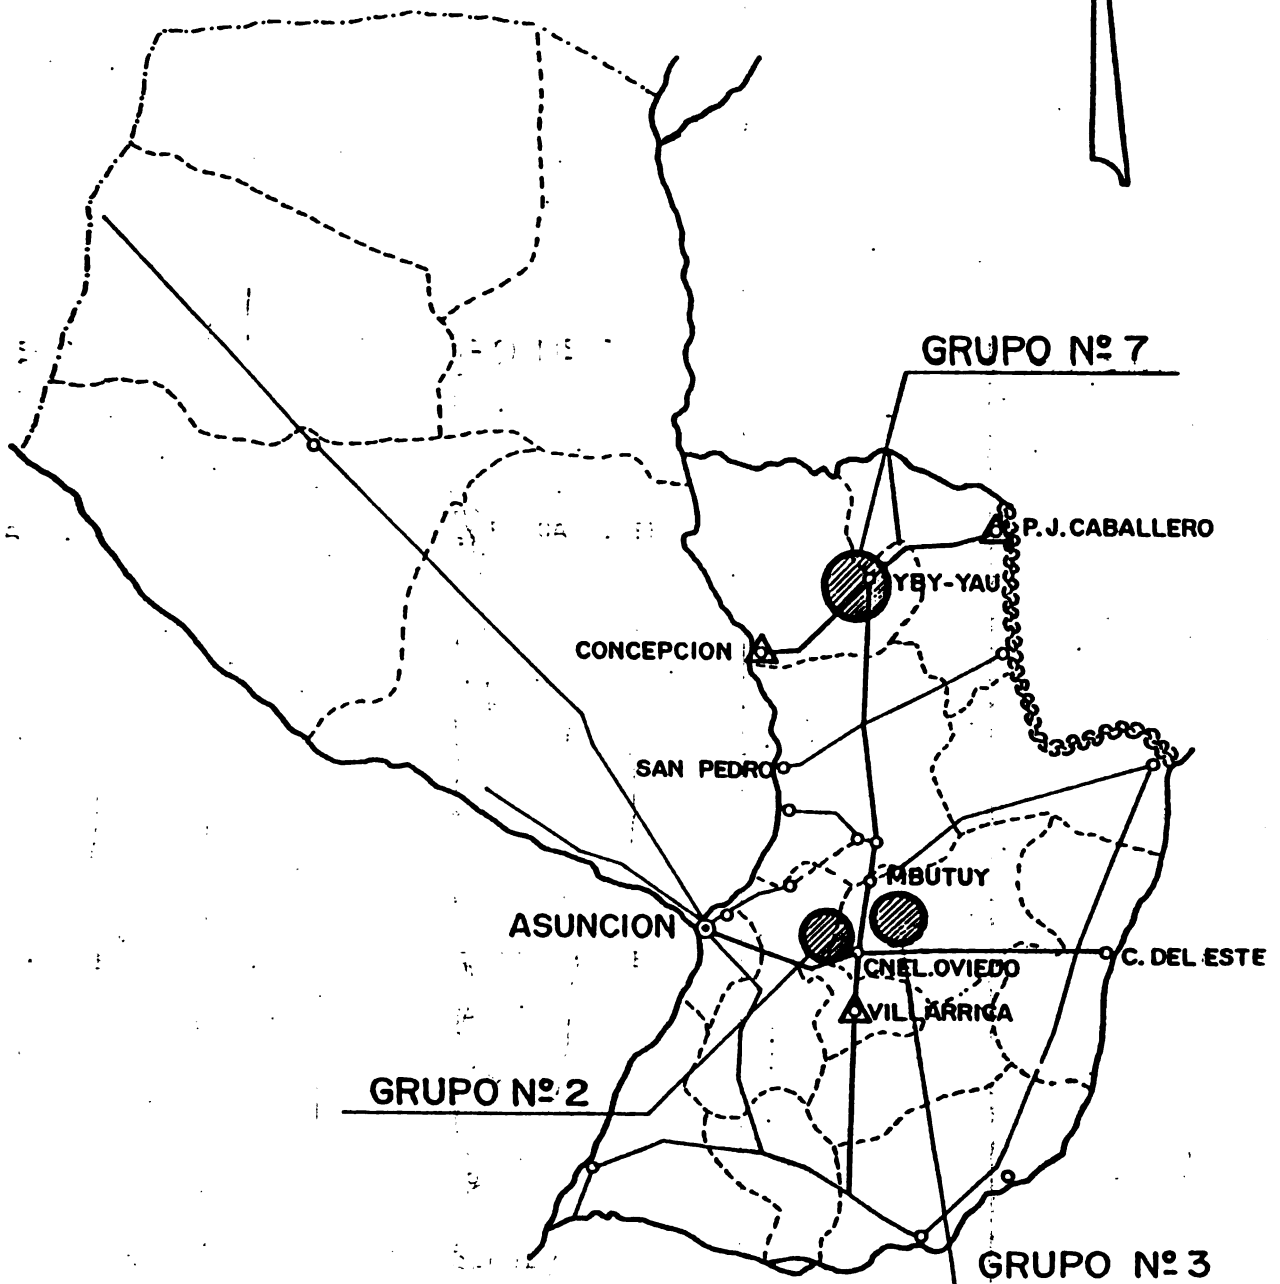 GRUPO Nº 7
P.J. CABALLERO
YBY-YAU
CONCEPCION
SAN PEDRO
MBUTUY
ASUNCION
CNEL.OVIEDO
C. DEL ESTE
VILLARRICA
GRUPO Nº 2
GRUPO Nº 3